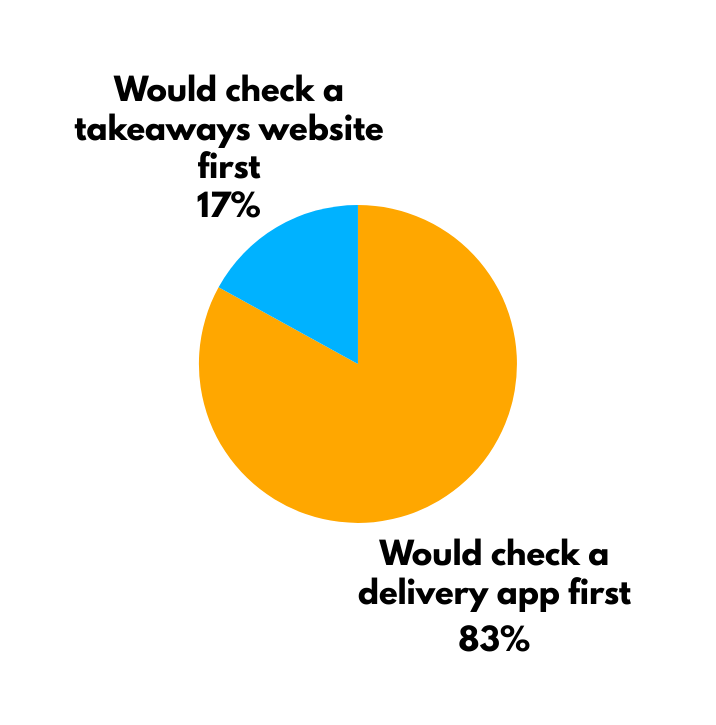 Would check a
takeaways website
first
17%
Would check a
delivery app first
83%